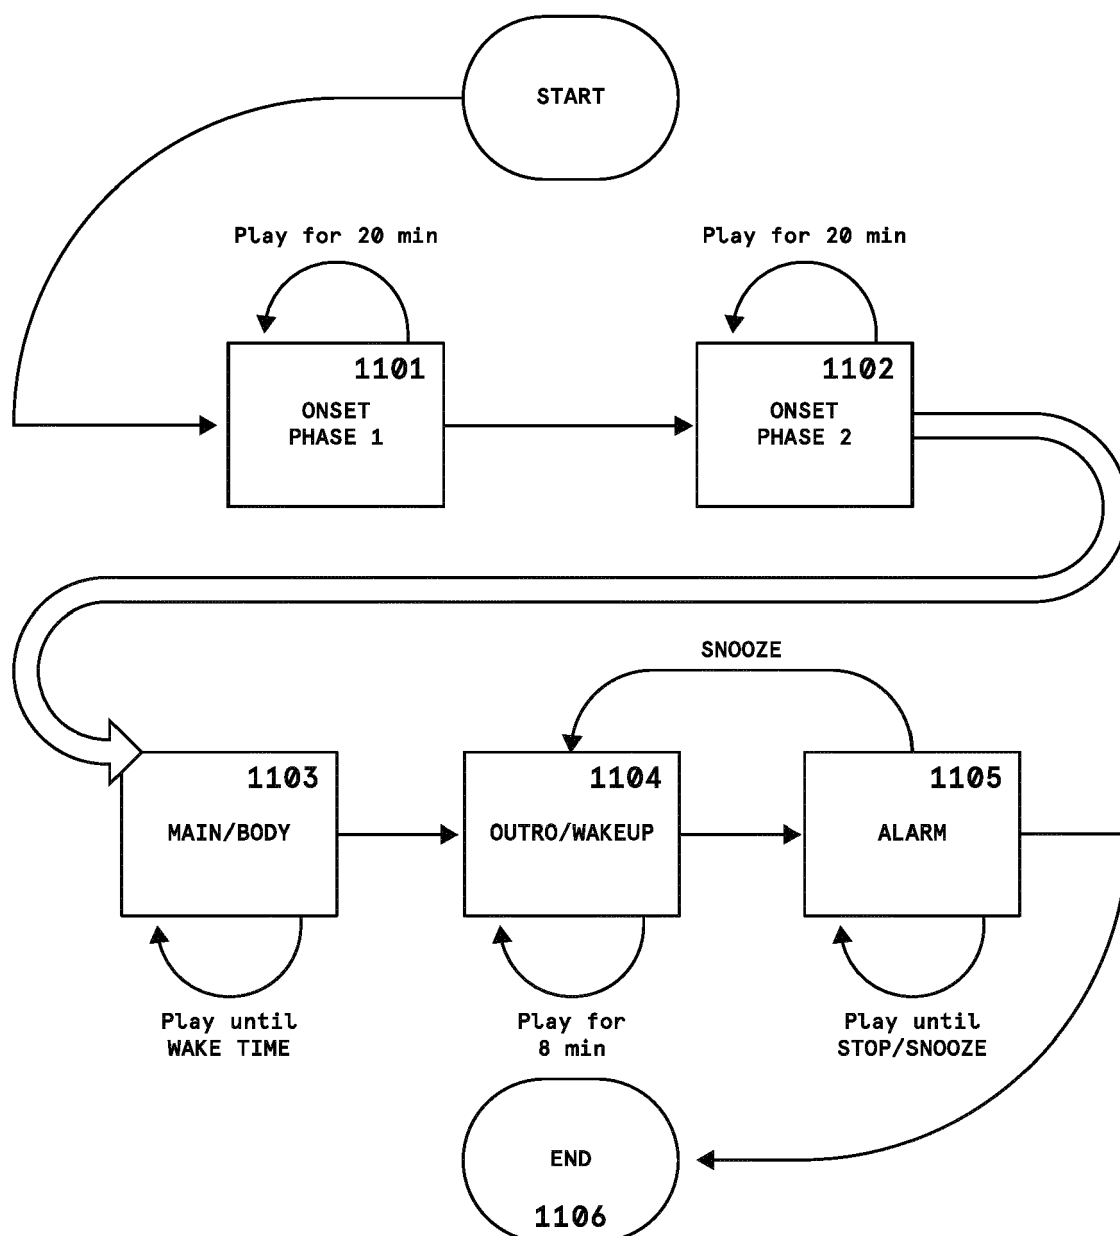 START
Play for 20 min
Play for 20 min
1101
ONSET
PHASE 1
1102
ONSET
PHASE 2
SNOOZE
1103
MAIN/BODY
1104
OUTRO/WAKEUP
1105
ALARM
Play until
WAKE TIME
Play for
8 min
Play until
STOP/SNOOZE
END
1106